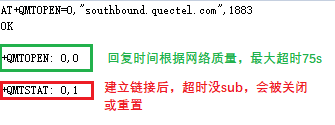 AT+QMTOPEN=0,"southbound.quectel.com",1883
OK
+QMTOPEN: 0,0
回复时间根据网络质量，最大超时75s
+QMTSTAT: 0,1
建立链接后，超时没sub，会被关闭
或重置